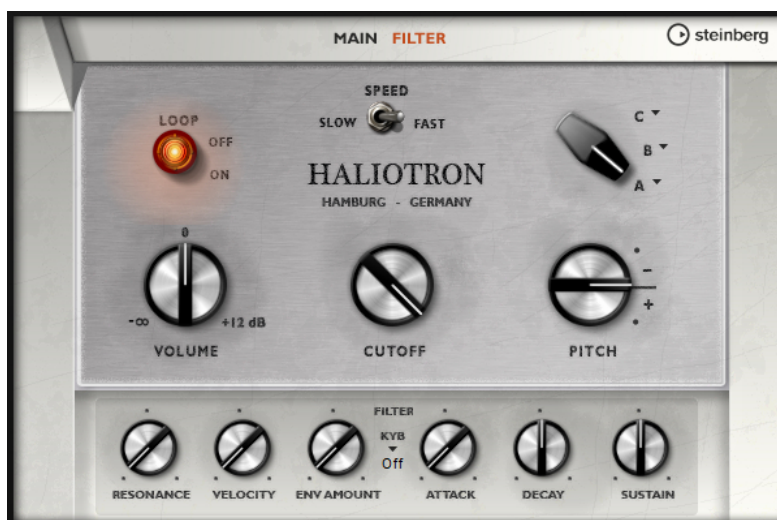 MAIN FILTER
steinberg
SPEED
SLOW FAST
LOOP
OFF
ON
C
B
A
HALIOTRON
HAMBURG - GERMANY
0
-∞ +12 dB
VOLUME
CUTOFF
-
+
PITCH
FILTER
KYB
Off
RESONANCE VELOCITY ENV AMOUNT ATTACK DECAY SUSTAIN